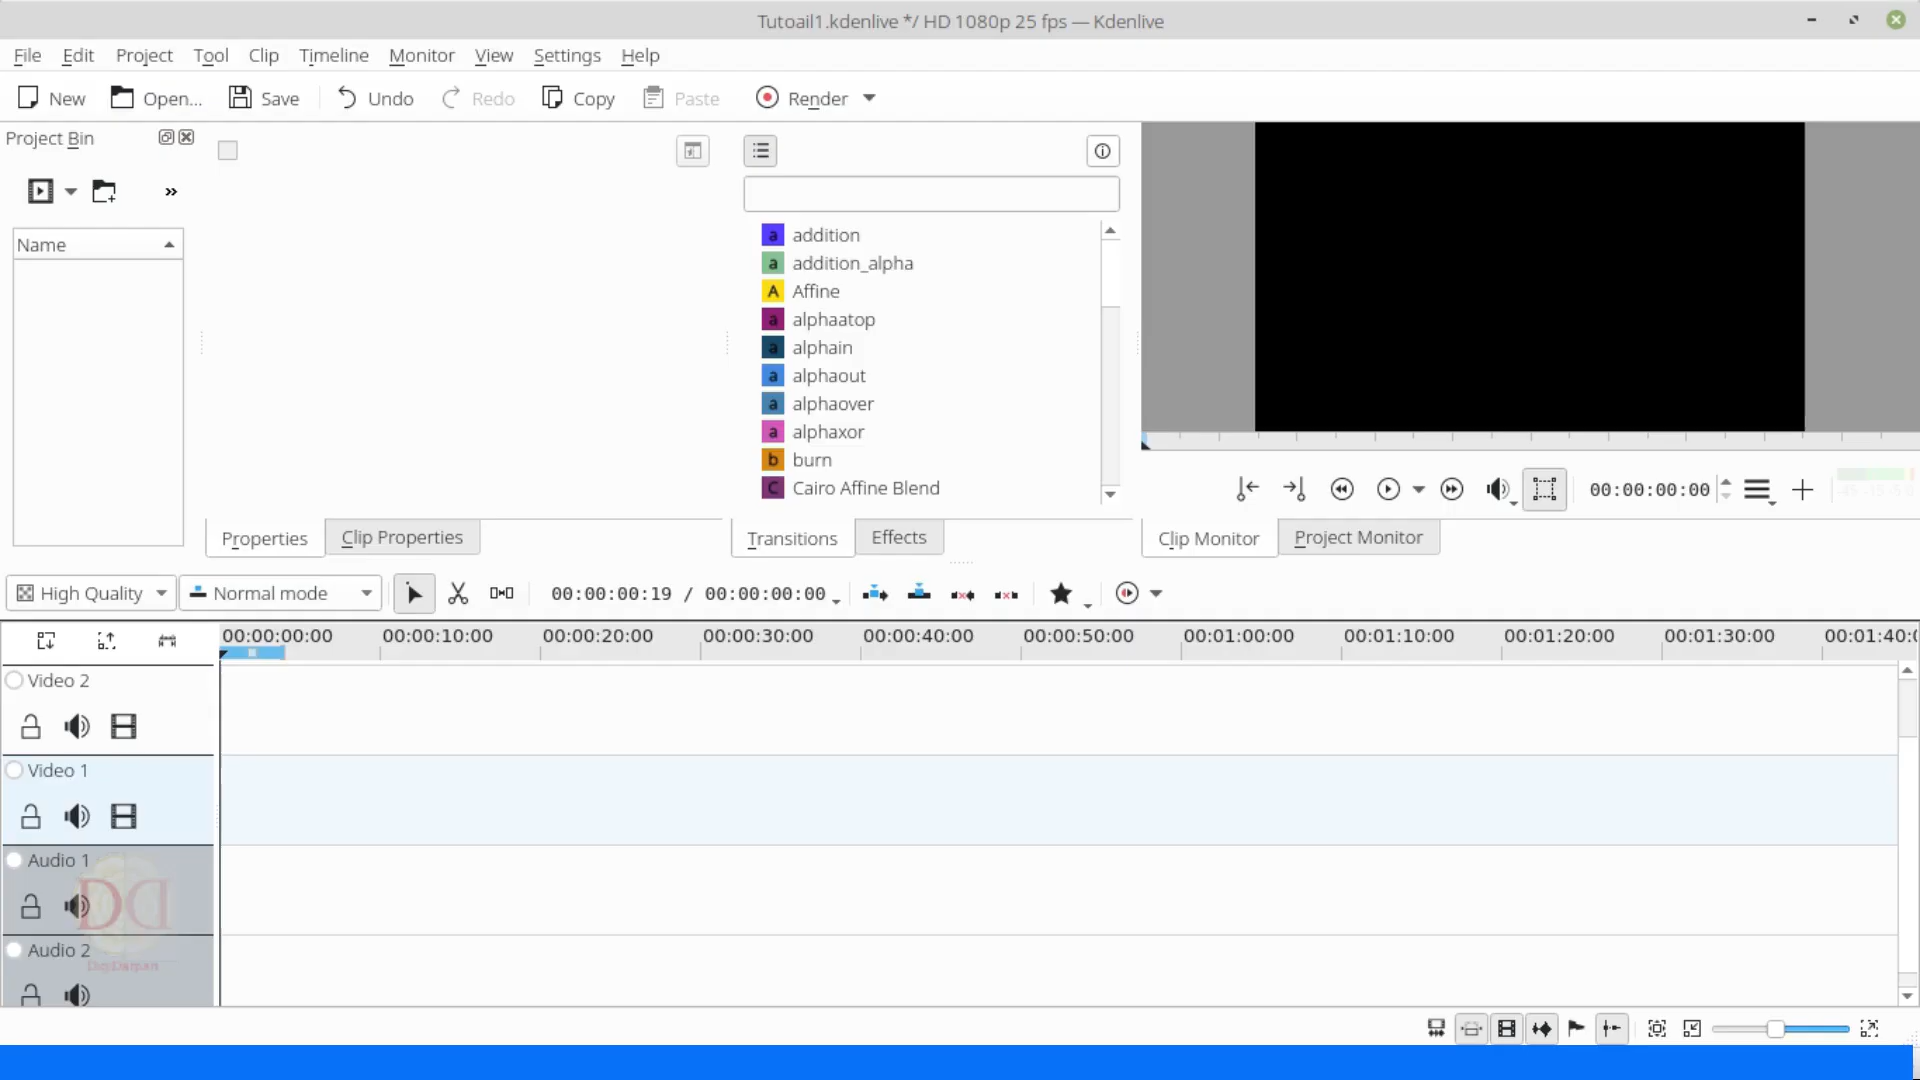 Tutoail1.kdenlive */ HD 1080p 25 fps — Kdenlive
File Edit Project Tool Clip Timeline Monitor View Settings Help
New Open... Save Undo Redo Copy Paste Render
Project Bin
Name
addition
addition_alpha
Affine
alphaatop
alphain
alphaout
alphaover
alphaxor
burn
Cairo Affine Blend
00:00:00:00
Properties Clip Properties Transitions Effects Clip Monitor Project Monitor
High Quality Normal mode 00:00:00:19 / 00:00:00:00
00:00:00:00 00:00:10:00 00:00:20:00 00:00:30:00 00:00:40:00 00:00:50:00 00:01:00:00 00:01:10:00 00:01:20:00 00:01:30:00 00:01:40:0
Video 2
Video 1
Audio 1
Audio 2